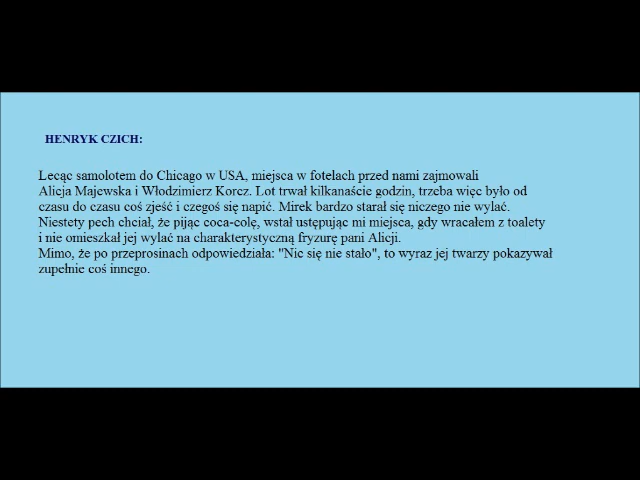 HENRYK CZICH:
Lecąc samolotem do Chicago w USA, miejsca w fotelach przed nami zajmowali
Alicja Majewska i Włodzimierz Korcz. Lot trwał kilkanaście godzin, trzeba więc było od
czasu do czasu coś zjeść i czegoś się napić. Mirek bardzo starał się niczego nie wylać.
Niestety pech chciał, że pijąc coca-colę, wstał ustępując mi miejsca, gdy wracałem z toalety
i nie omieszkał jej wylać na charakterystyczną fryzurę pani Alicji.
Mimo, że po przeprosinach odpowiedziała: "Nic się nie stało", to wyraz jej twarzy pokazywał
zupełnie coś innego.